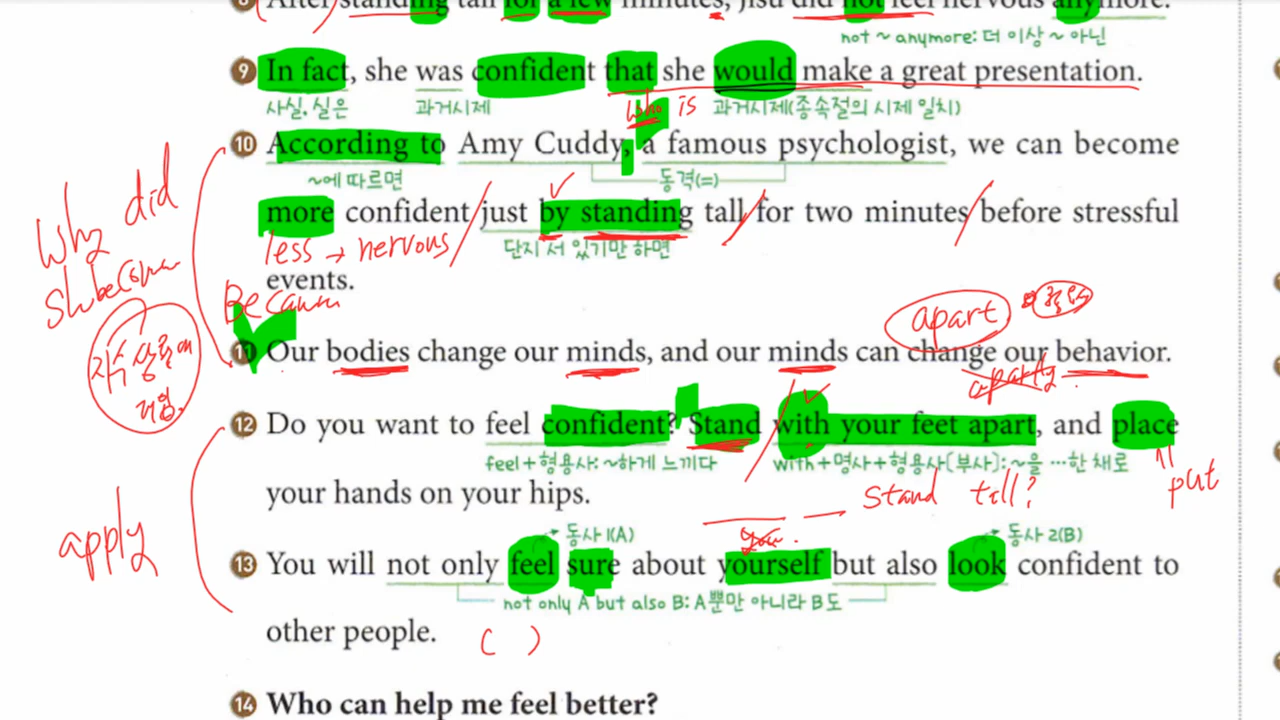 8 After standing tall for a few minutes, Jisu did not feel nervous anymore.
not ~ anymore: 더 이상 ~ 아닌
9 In fact, she was confident that she would make a great presentation.
사실, 실은 과거시제 who is 과거시제(종속절의 시제 일치)
10 According to Amy Cuddy, a famous psychologist, we can become
~에 따르면 동격(=)
Why did
more confident just by standing tall for two minutes before stressful
less → nervous 단지 서 있기만 하면
events.
apart
11 Our bodies change our minds, and our minds can change our behavior.
aparty
12 Do you want to feel confident? Stand with your feet apart, and place
feel+형용사: ~하게 느끼다 with+명사+형용사(부사): ~을 …한 채로
put
your hands on your hips.
Stand tall?
apply
동사 1(A) you. 동사 2(B)
13 You will not only feel sure about yourself but also look confident to
not only A but also B: A뿐만 아니라 B도
other people. ( )
14 Who can help me feel better?